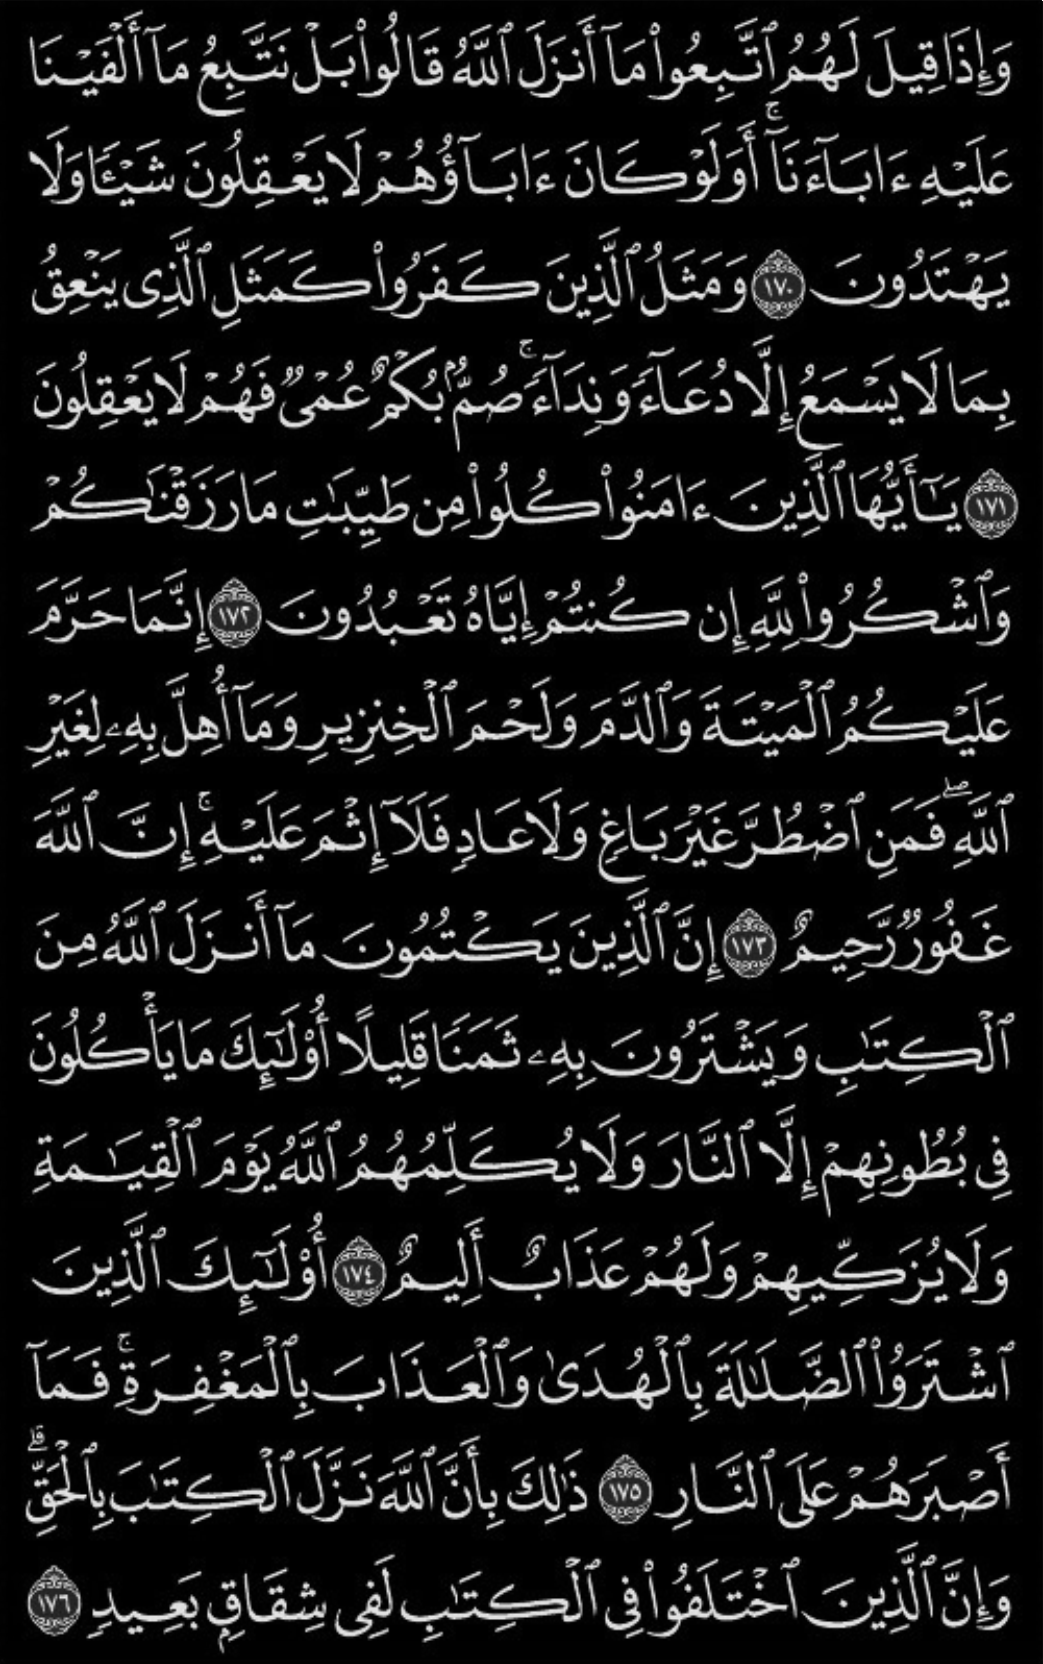 وَإِذَا قِيلَ لَهُمُ ٱتَّبِعُوا۟ مَآ أَنزَلَ ٱللَّهُ قَالُوا۟ بَلْ نَتَّبِعُ مَآ أَلْفَيْنَا
عَلَيْهِ ءَابَآءَنَآ ۚ أَوَلَوْ كَانَ ءَابَآؤُهُمْ لَا يَعْقِلُونَ شَيْـًٔا وَلَا
يَهْتَدُونَ ١٧٠ وَمَثَلُ ٱلَّذِينَ كَفَرُوا۟ كَمَثَلِ ٱلَّذِى يَنْعِقُ
بِمَا لَا يَسْمَعُ إِلَّا دُعَآءً وَنِدَآءً ۚ صُمٌّۢ بُكْمٌ عُمْىٌ فَهُمْ لَا يَعْقِلُونَ
١٧١ يَـٰٓأَيُّهَا ٱلَّذِينَ ءَامَنُوا۟ كُلُوا۟ مِن طَيِّبَـٰتِ مَا رَزَقْنَـٰكُمْ
وَٱشْكُرُوا۟ لِلَّهِ إِن كُنتُمْ إِيَّاهُ تَعْبُدُونَ ١٧٢ إِنَّمَا حَرَّمَ
عَلَيْكُمُ ٱلْمَيْتَةَ وَٱلدَّمَ وَلَحْمَ ٱلْخِنزِيرِ وَمَآ أُهِلَّ بِهِۦ لِغَيْرِ
ٱللَّهِ ۖ فَمَنِ ٱضْطُرَّ غَيْرَ بَاغٍ وَلَا عَادٍ فَلَآ إِثْمَ عَلَيْهِ ۚ إِنَّ ٱللَّهَ
غَفُورٌ رَّحِيمٌ ١٧٣ إِنَّ ٱلَّذِينَ يَكْتُمُونَ مَآ أَنزَلَ ٱللَّهُ مِنَ
ٱلْكِتَـٰبِ وَيَشْتَرُونَ بِهِۦ ثَمَنًا قَلِيلًا أُو۟لَـٰٓئِكَ مَا يَأْكُلُونَ
فِى بُطُونِهِمْ إِلَّا ٱلنَّارَ وَلَا يُكَلِّمُهُمُ ٱللَّهُ يَوْمَ ٱلْقِيَـٰمَةِ
وَلَا يُزَكِّيهِمْ وَلَهُمْ عَذَابٌ أَلِيمٌ ١٧٤ أُو۟لَـٰٓئِكَ ٱلَّذِينَ
ٱشْتَرَوُا۟ ٱلضَّلَـٰلَةَ بِٱلْهُدَىٰ وَٱلْعَذَابَ بِٱلْمَغْفِرَةِ ۚ فَمَآ
أَصْبَرَهُمْ عَلَى ٱلنَّارِ ١٧٥ ذَٰلِكَ بِأَنَّ ٱللَّهَ نَزَّلَ ٱلْكِتَـٰبَ بِٱلْحَقِّ ۗ
وَإِنَّ ٱلَّذِينَ ٱخْتَلَفُوا۟ فِى ٱلْكِتَـٰبِ لَفِى شِقَاقٍۭ بَعِيدٍ ١٧٦